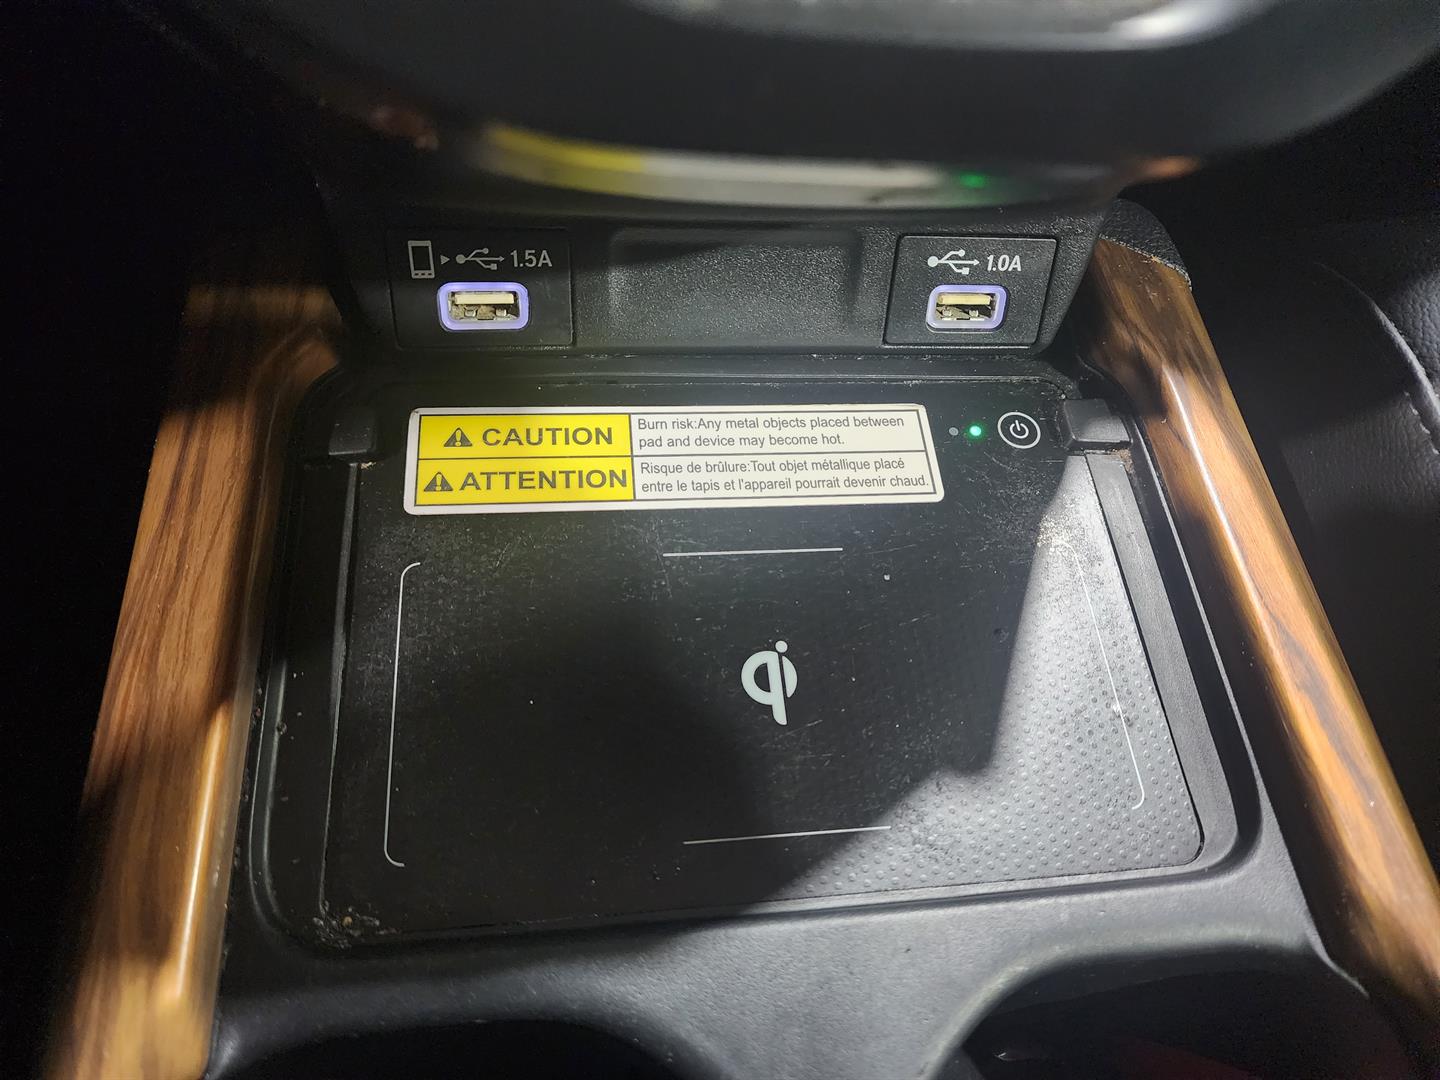 1.5A
1.0A
CAUTION
Burn risk:Any metal objects placed between
pad and device may become hot.
ATTENTION
Risque de brûlure:Tout objet métallique placé
entre le tapis et l'appareil pourrait devenir chaud.
qi